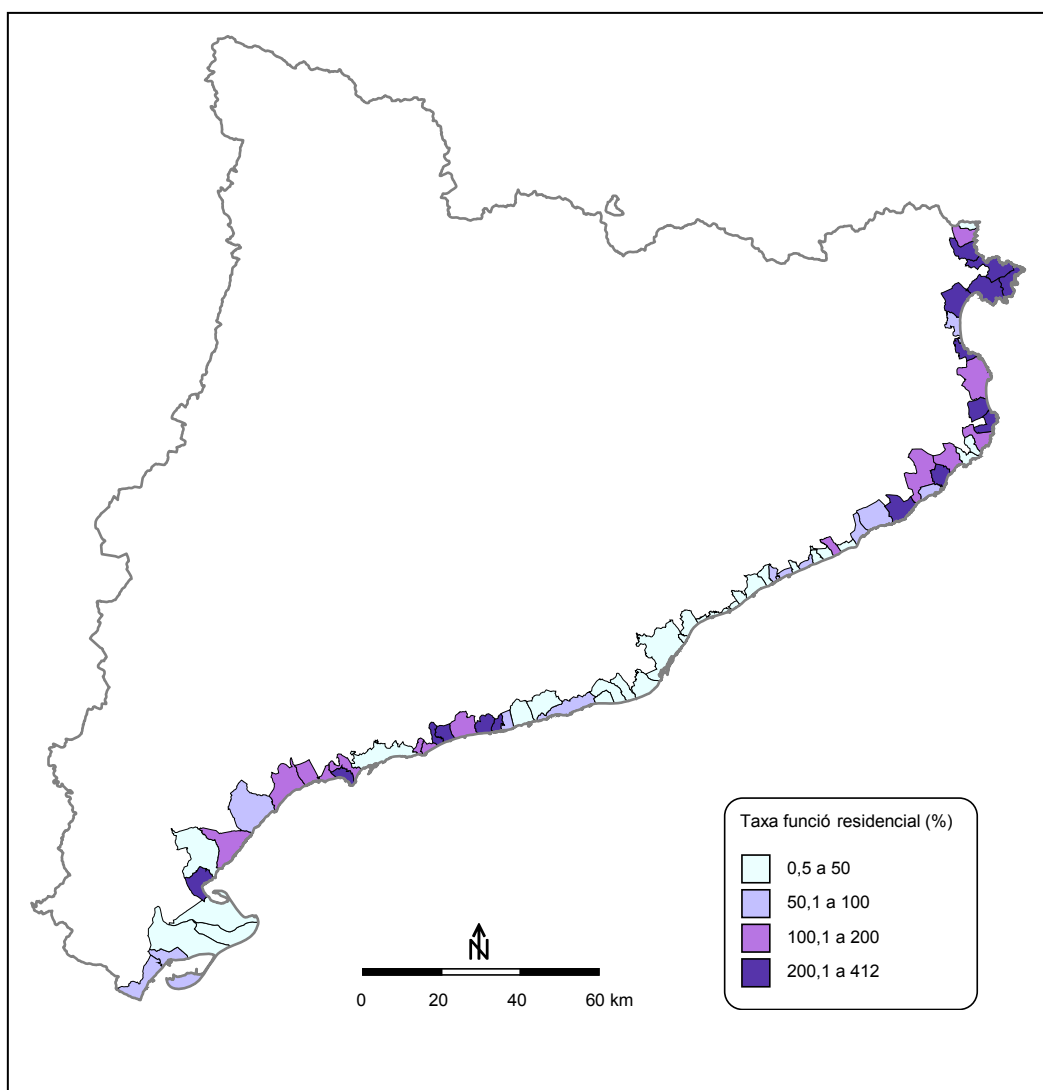 Taxa funció residencial (%)
0,5 a 50
50,1 a 100
100,1 a 200
200,1 a 412
N
0 20 40 60 km